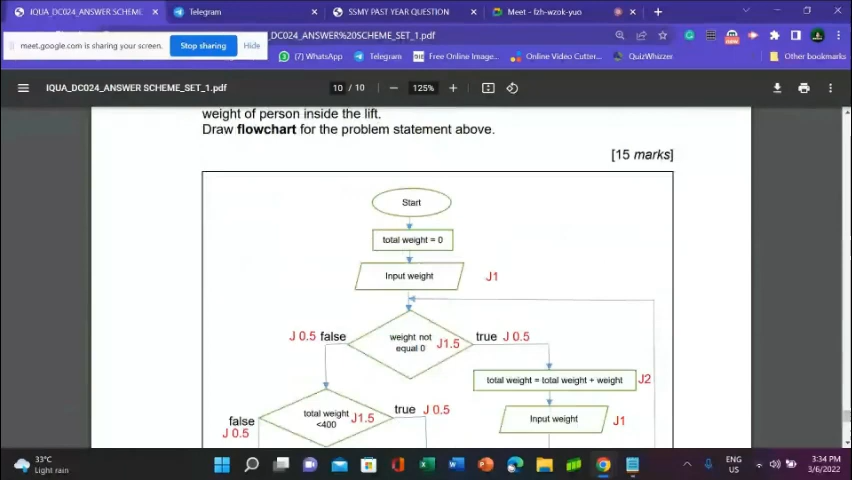 IQUA_DC024_ANSWER SCHEM
Telegram
SSMY PAST YEAR QUESTION
Meet - fzh-wzok-yuo
meet.google.com is sharing your screen.
Stop sharing
Hide
_DC024_ANSWER%20SCHEME_SET_1.pdf
(7) WhatsApp
Telegram
Free Online Image...
Online Video Cutter...
QuizWhizzer
Other bookmarks
IQUA_DC024_ANSWER SCHEME_SET_1.pdf
10 / 10
125%
weight of person inside the lift.
Draw flowchart for the problem statement above.
[15 marks]
Start
total weight = 0
Input weight
J1
J 0.5 false
weight not
equal 0
J1.5
true J 0.5
total weight = total weight + weight
J2
total weight
<400
J1.5
true J 0.5
false
J 0.5
Input weight
J1
33°C
Light rain
ENG
US
3:34 PM
3/6/2022